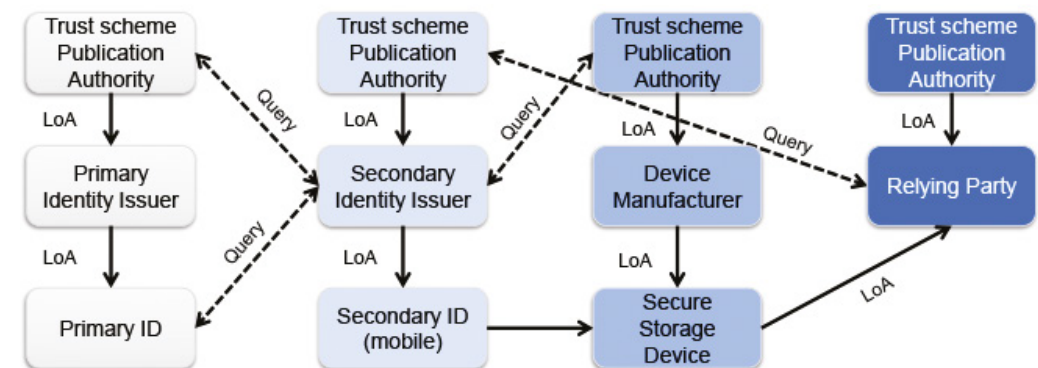 Trust scheme
Publication
Authority
Trust scheme
Publication
Authority
Trust scheme
Publication
Authority
Trust scheme
Publication
Authority
LoA
Query
LoA
Query
LoA
Query
LoA
Primary
Identity Issuer
Secondary
Identity Issuer
Device
Manufacturer
Relying Party
LoA
Query
LoA
LoA
LoA
Primary ID
Secondary ID
(mobile)
Secure
Storage
Device